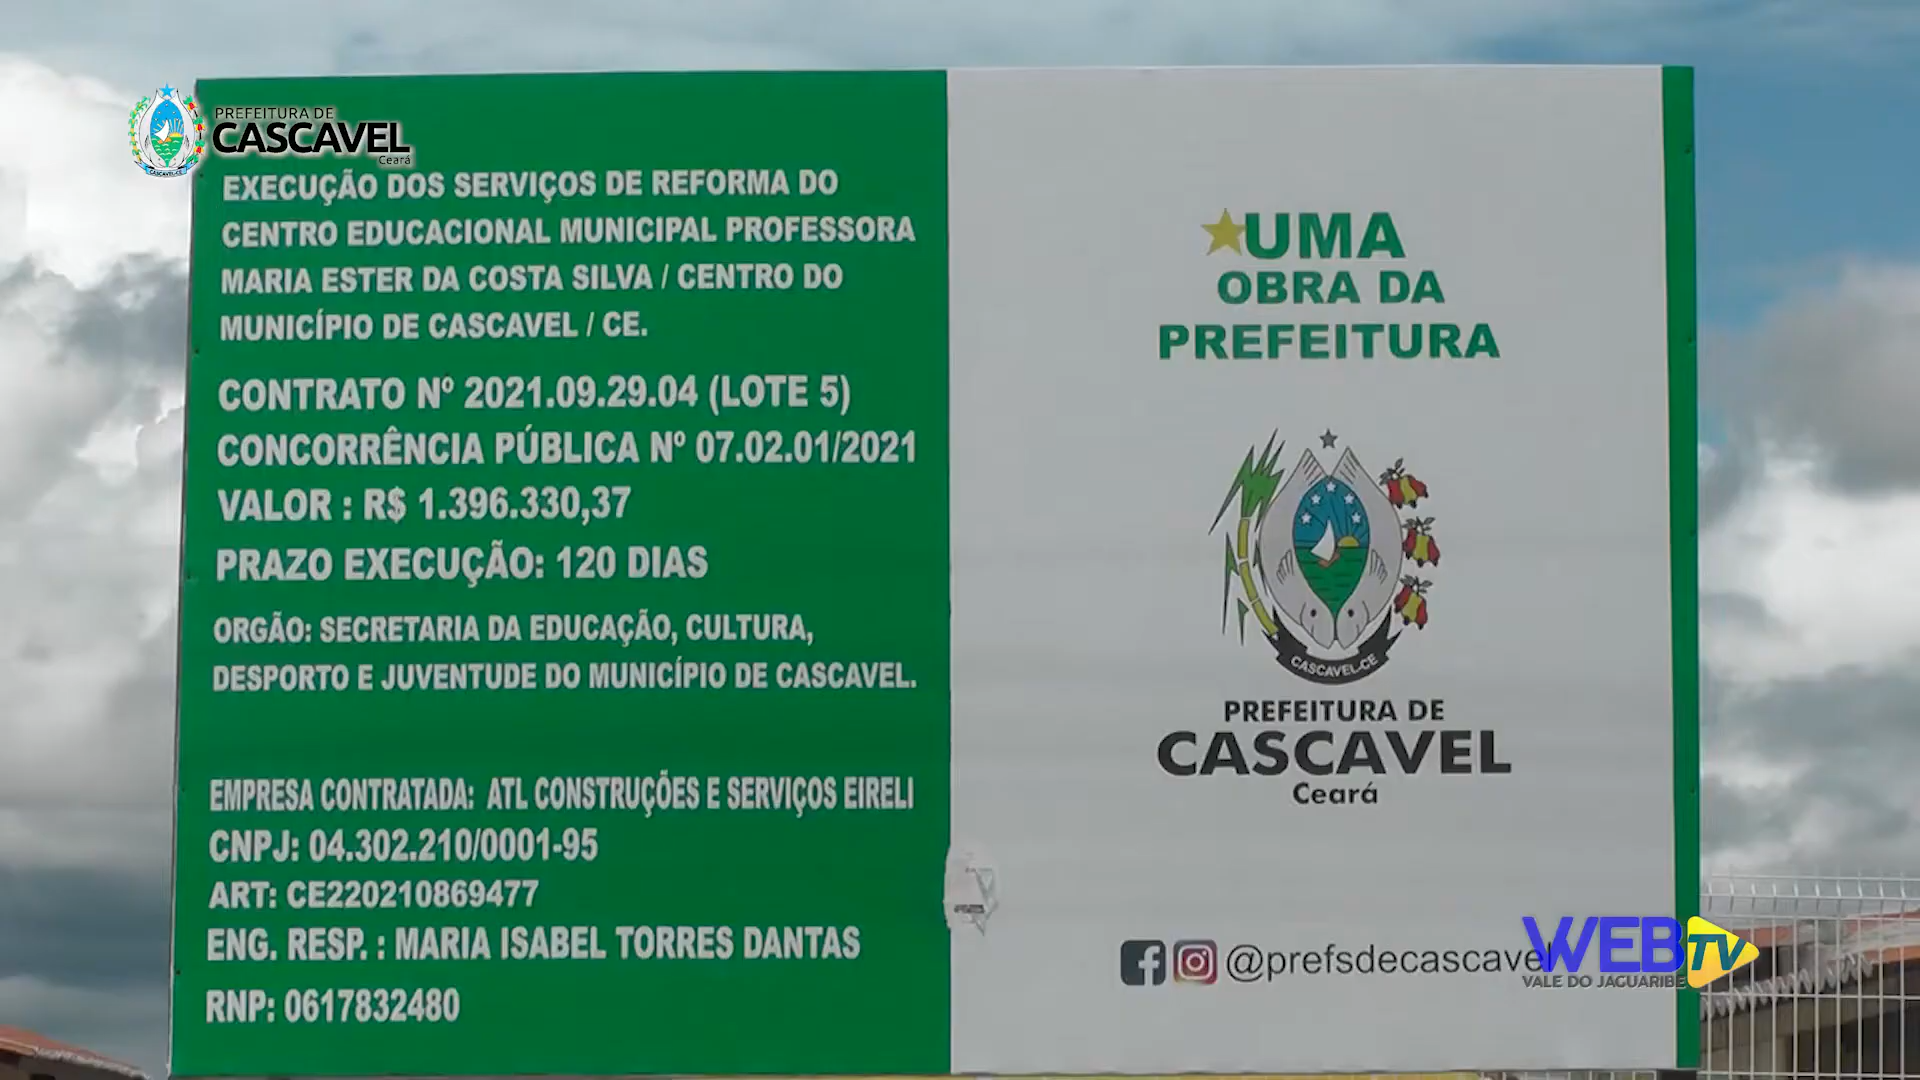 PREFEITURA DE
CASCAVEL
Ceará
CASCAVEL-CE
EXECUÇÃO DOS SERVIÇOS DE REFORMA DO
CENTRO EDUCACIONAL MUNICIPAL PROFESSORA
MARIA ESTER DA COSTA SILVA / CENTRO DO
MUNICÍPIO DE CASCAVEL / CE.
CONTRATO Nº 2021.09.29.04 (LOTE 5)
CONCORRÊNCIA PÚBLICA Nº 07.02.01/2021
VALOR : R$ 1.396.330,37
PRAZO EXECUÇÃO: 120 DIAS
ORGÃO: SECRETARIA DA EDUCAÇÃO, CULTURA,
DESPORTO E JUVENTUDE DO MUNICÍPIO DE CASCAVEL.
EMPRESA CONTRATADA: ATL CONSTRUÇÕES E SERVIÇOS EIRELI
CNPJ: 04.302.210/0001-95
ART: CE220210869477
ENG. RESP. : MARIA ISABEL TORRES DANTAS
RNP: 0617832480
UMA
OBRA DA
PREFEITURA
CASCAVEL-CE
PREFEITURA DE
CASCAVEL
Ceará
@prefsdecascavel
WEBTV
VALE DO JAGUARIBE